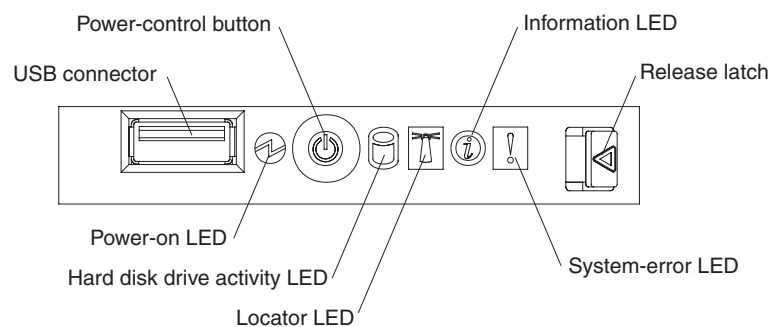 Power-control button
Information LED
USB connector
Release latch
Power-on LED
Hard disk drive activity LED
System-error LED
Locator LED